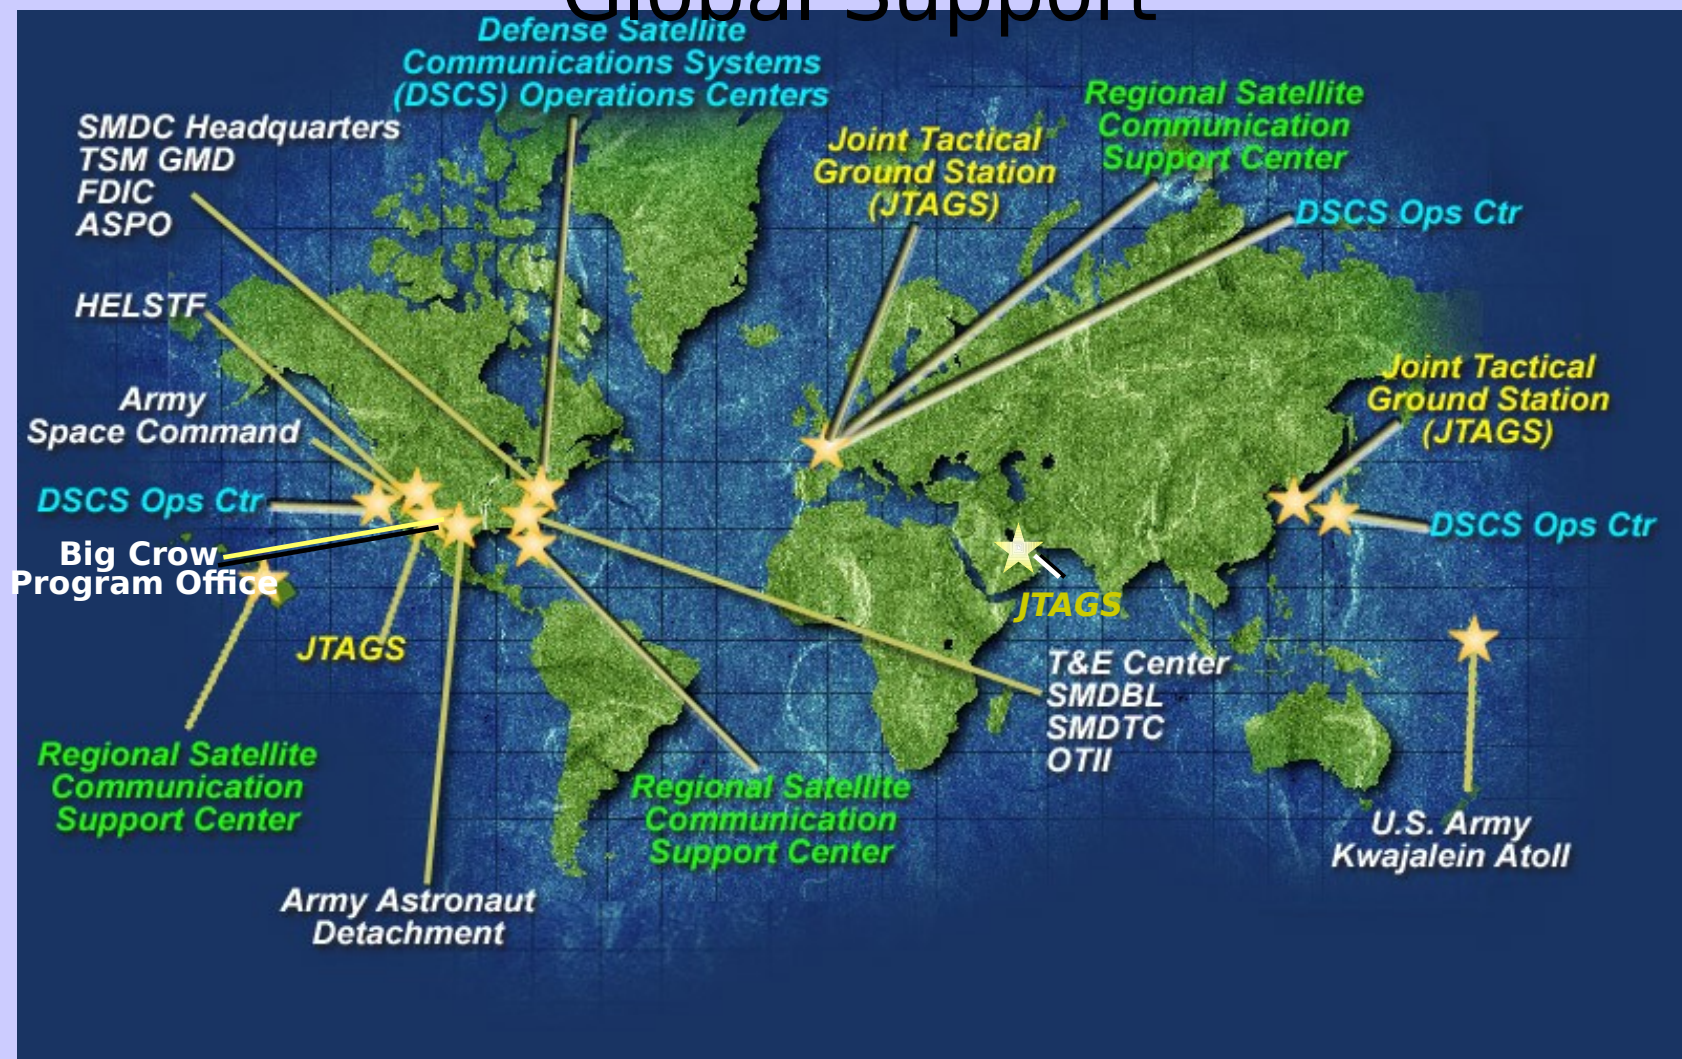 Global Support
Defense Satellite
Communications Systems
(DSCS) Operations Centers
SMDC Headquarters
TSM GMD
FDIC
ASPO
Joint Tactical
Ground Station
(JTAGS)
Regional Satellite
Communication
Support Center
DSCS Ops Ctr
HELSTF
Army
Space Command
Joint Tactical
Ground Station
(JTAGS)
DSCS Ops Ctr
DSCS Ops Ctr
Big Crow
Program Office
JTAGS
JTAGS
T&E Center
SMDBL
SMDTC
OTII
Regional Satellite
Communication
Support Center
Regional Satellite
Communication
Support Center
U.S. Army
Kwajalein Atoll
Army Astronaut
Detachment